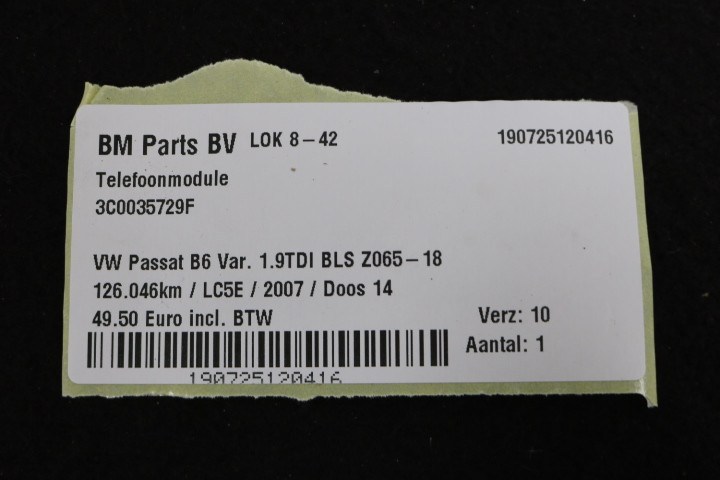 BM Parts BV LOK 8-42 190725120416
Telefoonmodule
3C0035729F
VW Passat B6 Var. 1.9TDI BLS Z065-18
126.046km / LC5E / 2007 / Doos 14
49.50 Euro incl. BTW Verz: 10
Aantal: 1
190725120416